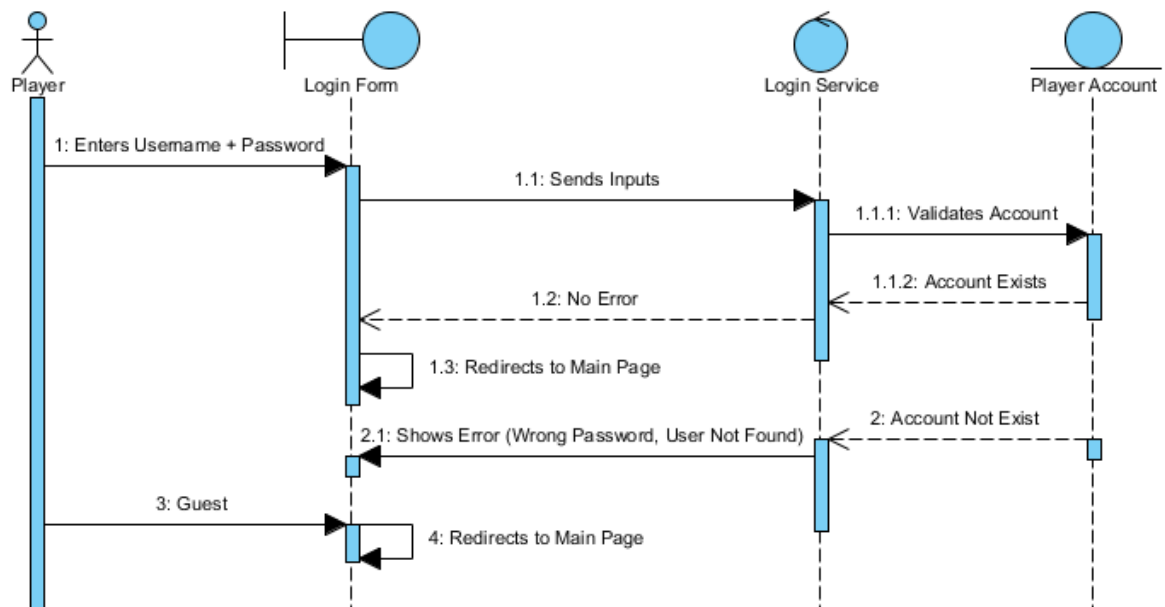 Player
Login Form
Login Service
Player Account
1: Enters Username + Password
1.1: Sends Inputs
1.1.1: Validates Account
1.1.2: Account Exists
1.2: No Error
1.3: Redirects to Main Page
2: Account Not Exist
2.1: Shows Error (Wrong Password, User Not Found)
3: Guest
4: Redirects to Main Page